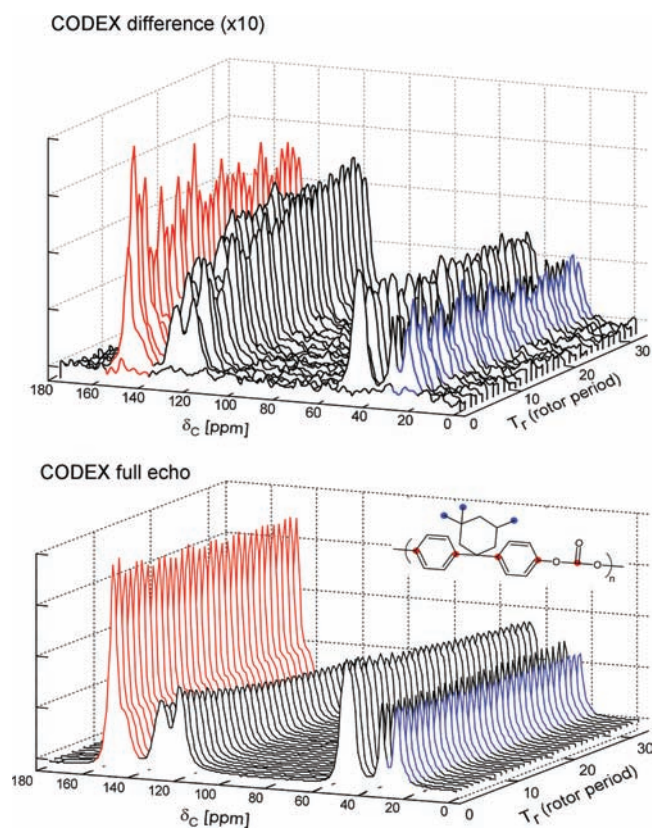 CODEX difference (x10)
180 160 140 120 100 80 60 40 20 0
δC [ppm]
0 10 20 30
Tr (rotor period)
CODEX full echo
O
O
O
n
180 160 140 120 100 80 60 40 20 0
δC [ppm]
0 10 20 30
Tr (rotor period)